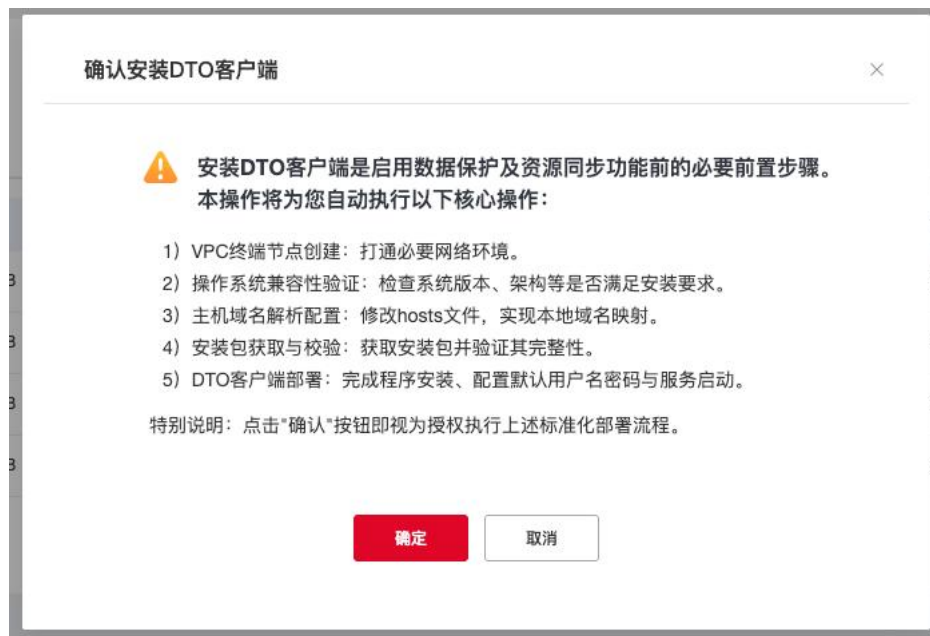 确认安装DTO客户端
安装DTO客户端是启用数据保护及资源同步功能前的必要前置步骤。
本操作将为您自动执行以下核心操作：
1）VPC终端节点创建：打通必要网络环境。
2）操作系统兼容性验证：检查系统版本、架构等是否满足安装要求。
3）主机域名解析配置：修改hosts文件，实现本地域名映射。
4）安装包获取与校验：获取安装包并验证其完整性。
5）DTO客户端部署：完成程序安装、配置默认用户名密码与服务启动。
特别说明：点击"确认"按钮即视为授权执行上述标准化部署流程。
确定
取消